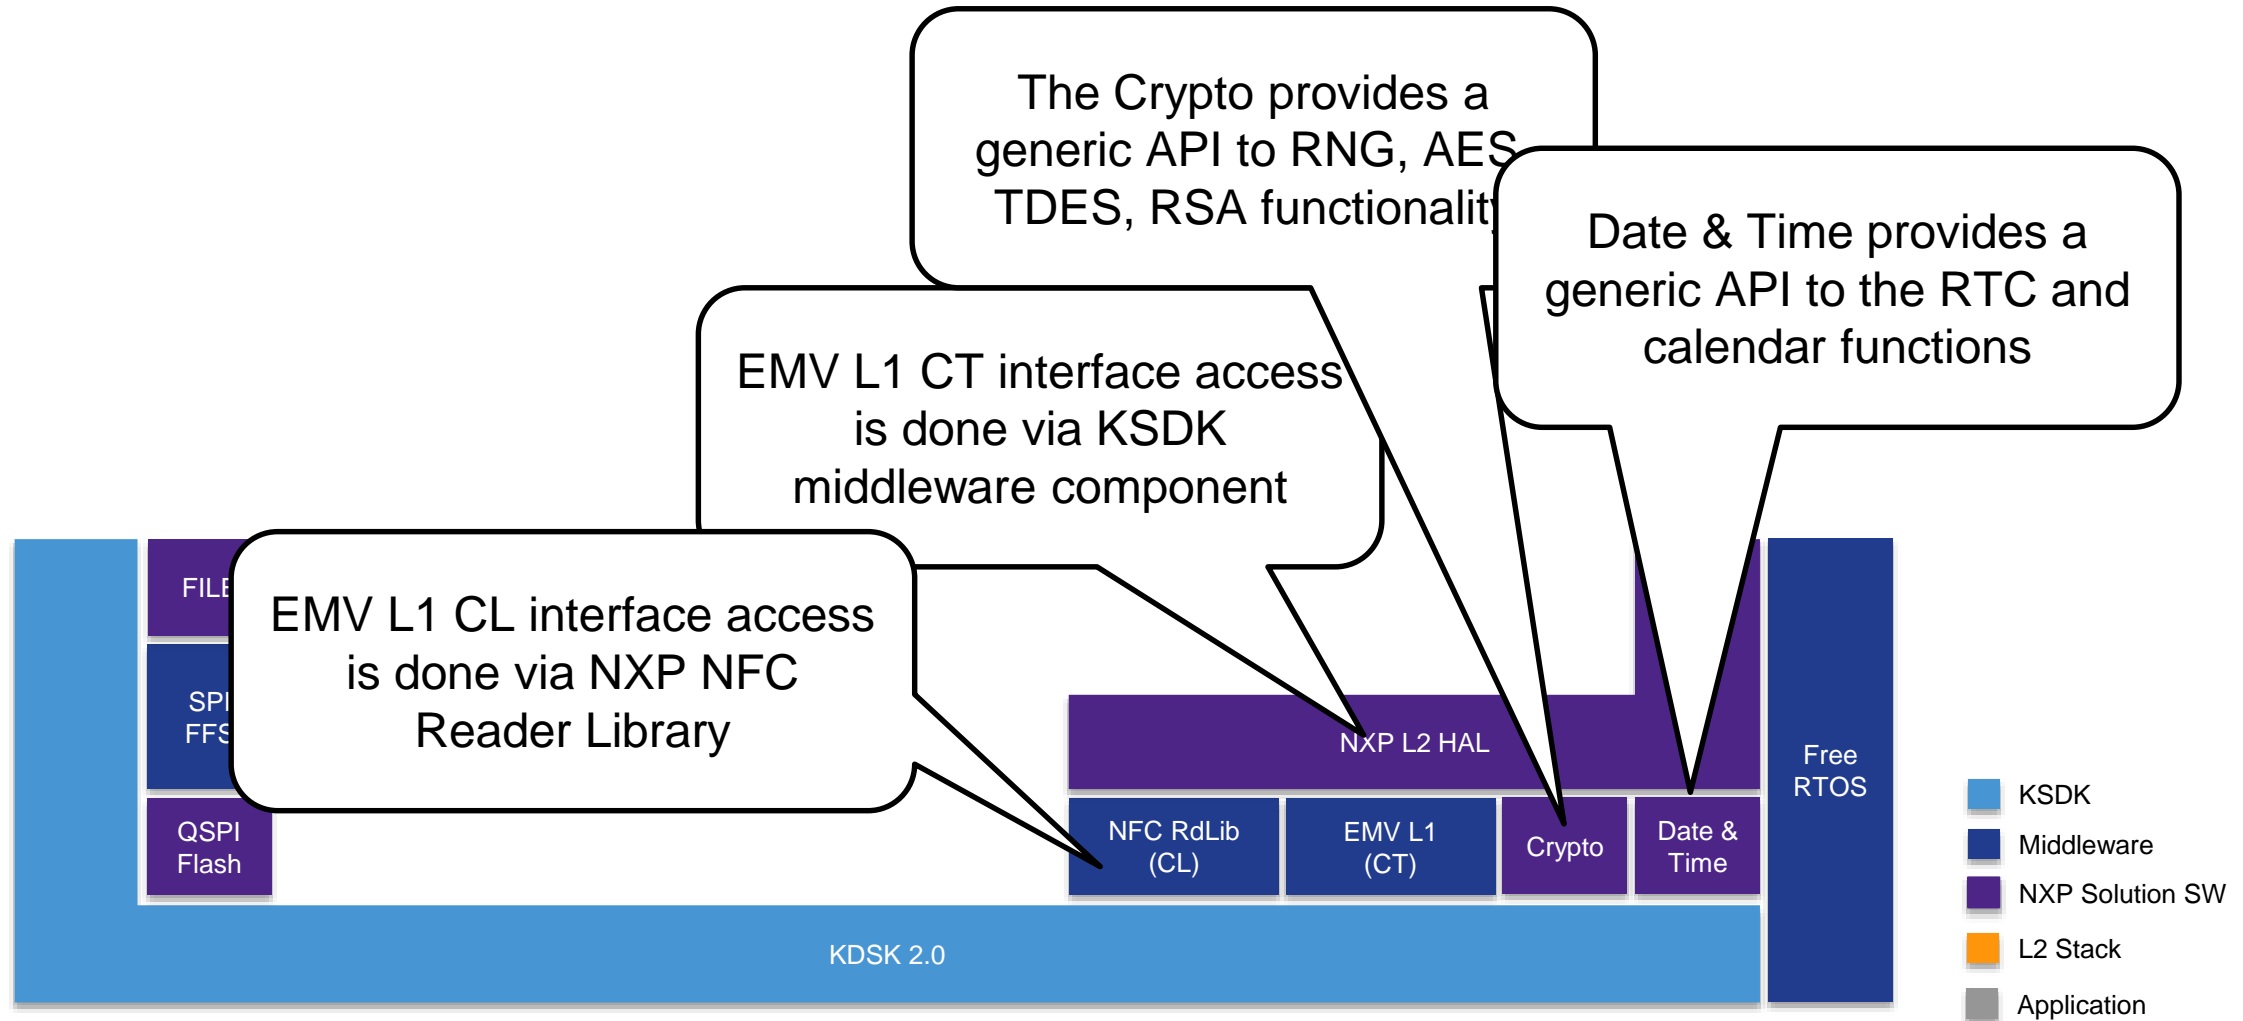 The Crypto provides a
generic API to RNG, AES,
TDES, RSA functionality
Date & Time provides a
generic API to the RTC and
calendar functions
EMV L1 CT interface access
is done via KSDK
middleware component
EMV L1 CL interface access
is done via NXP NFC
Reader Library
FILE
SPI
FFS
QSPI
Flash
NXP L2 HAL
NFC RdLib
(CL)
EMV L1
(CT)
Crypto
Date &
Time
Free
RTOS
KDSK 2.0
KSDK
Middleware
NXP Solution SW
L2 Stack
Application